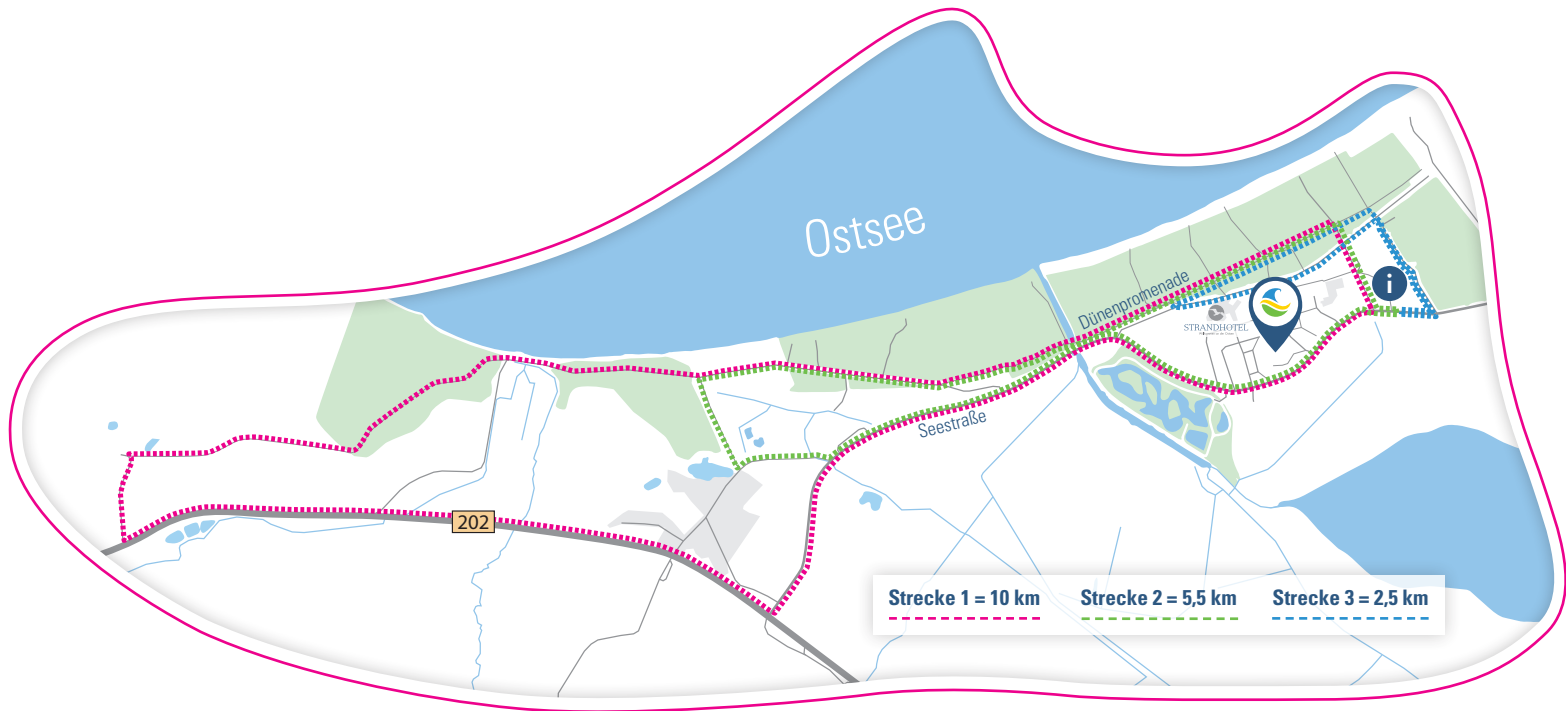 Ostsee
Dünenpromenade
i
STRANDHOTEL
Seestraße
202
Strecke 1 = 10 km
Strecke 2 = 5,5 km
Strecke 3 = 2,5 km